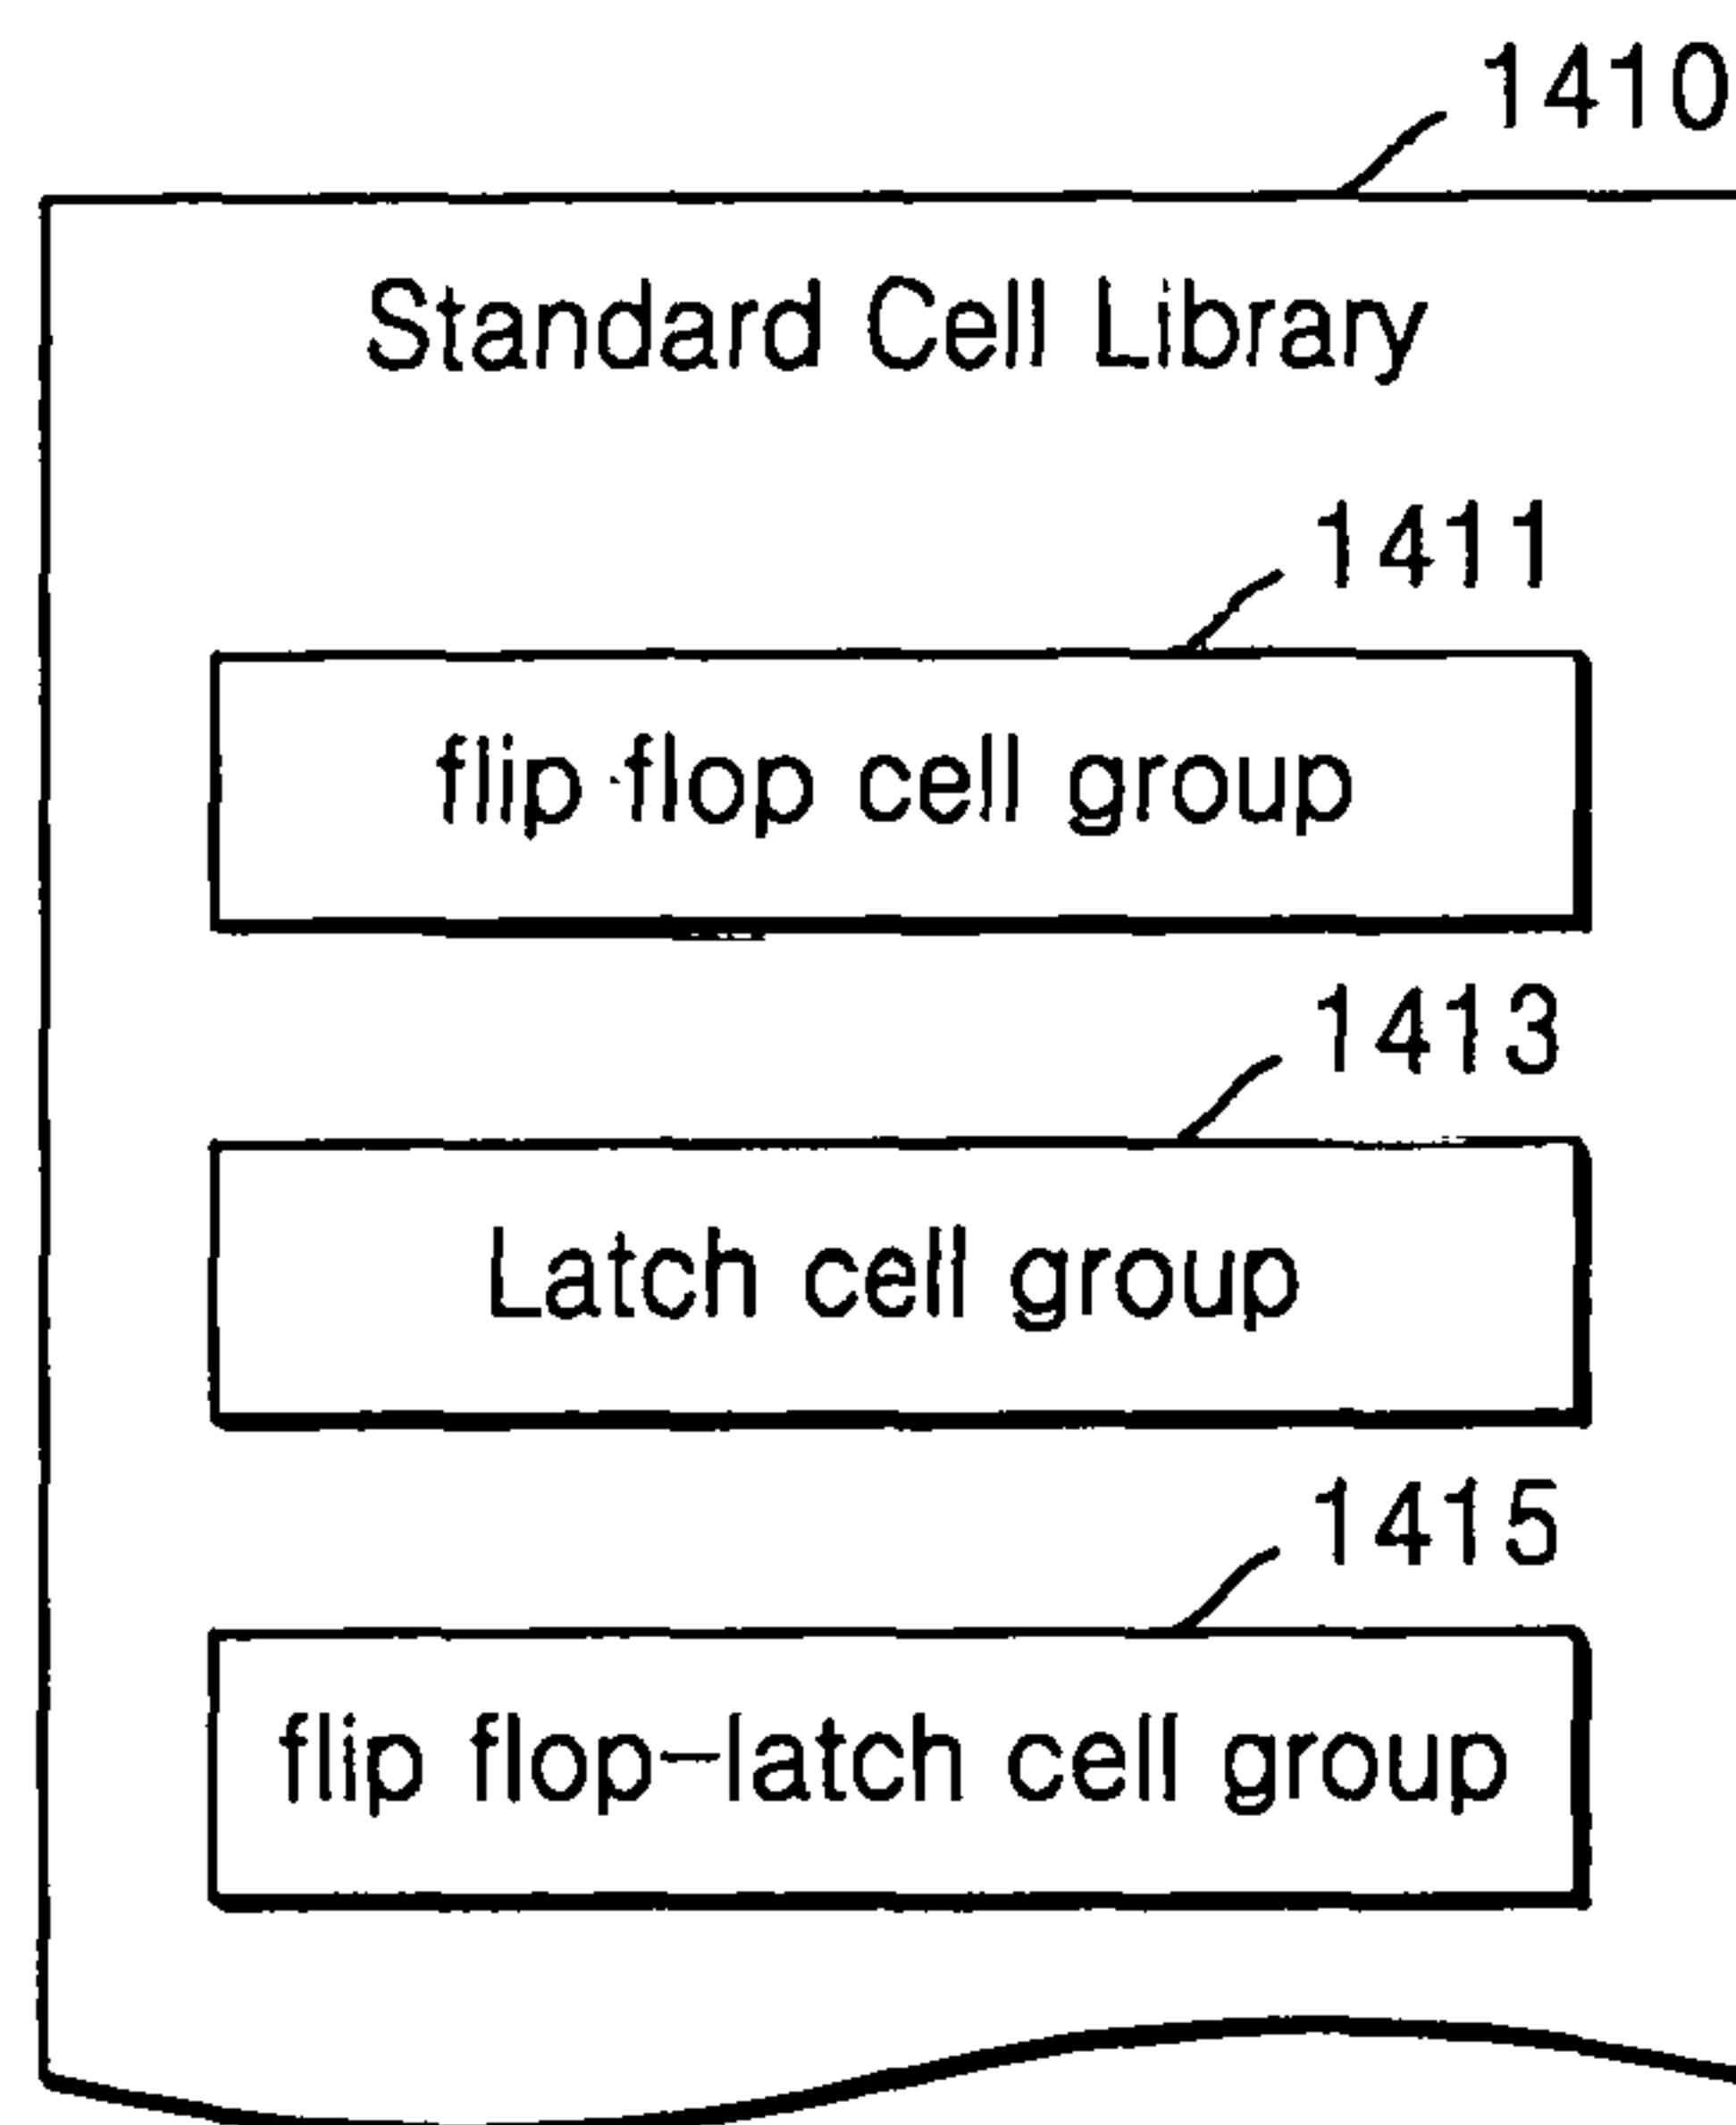 1410
Standard Cell Library
1411
flip flop cell group
1413
Latch cell group
1415
flip flop-latch cell group